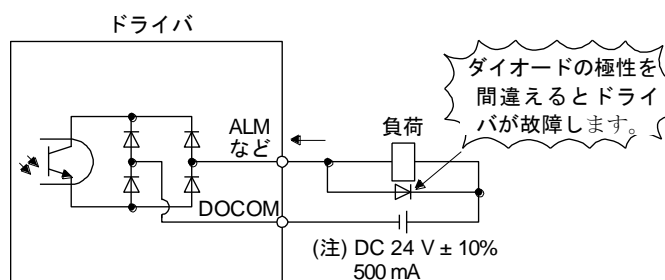 ドライバ
ダイオードの極性を
間違えるとドライ
バが故障します。
ALM
など
負荷
DOCOM
(注) DC 24 V ± 10%
500 mA